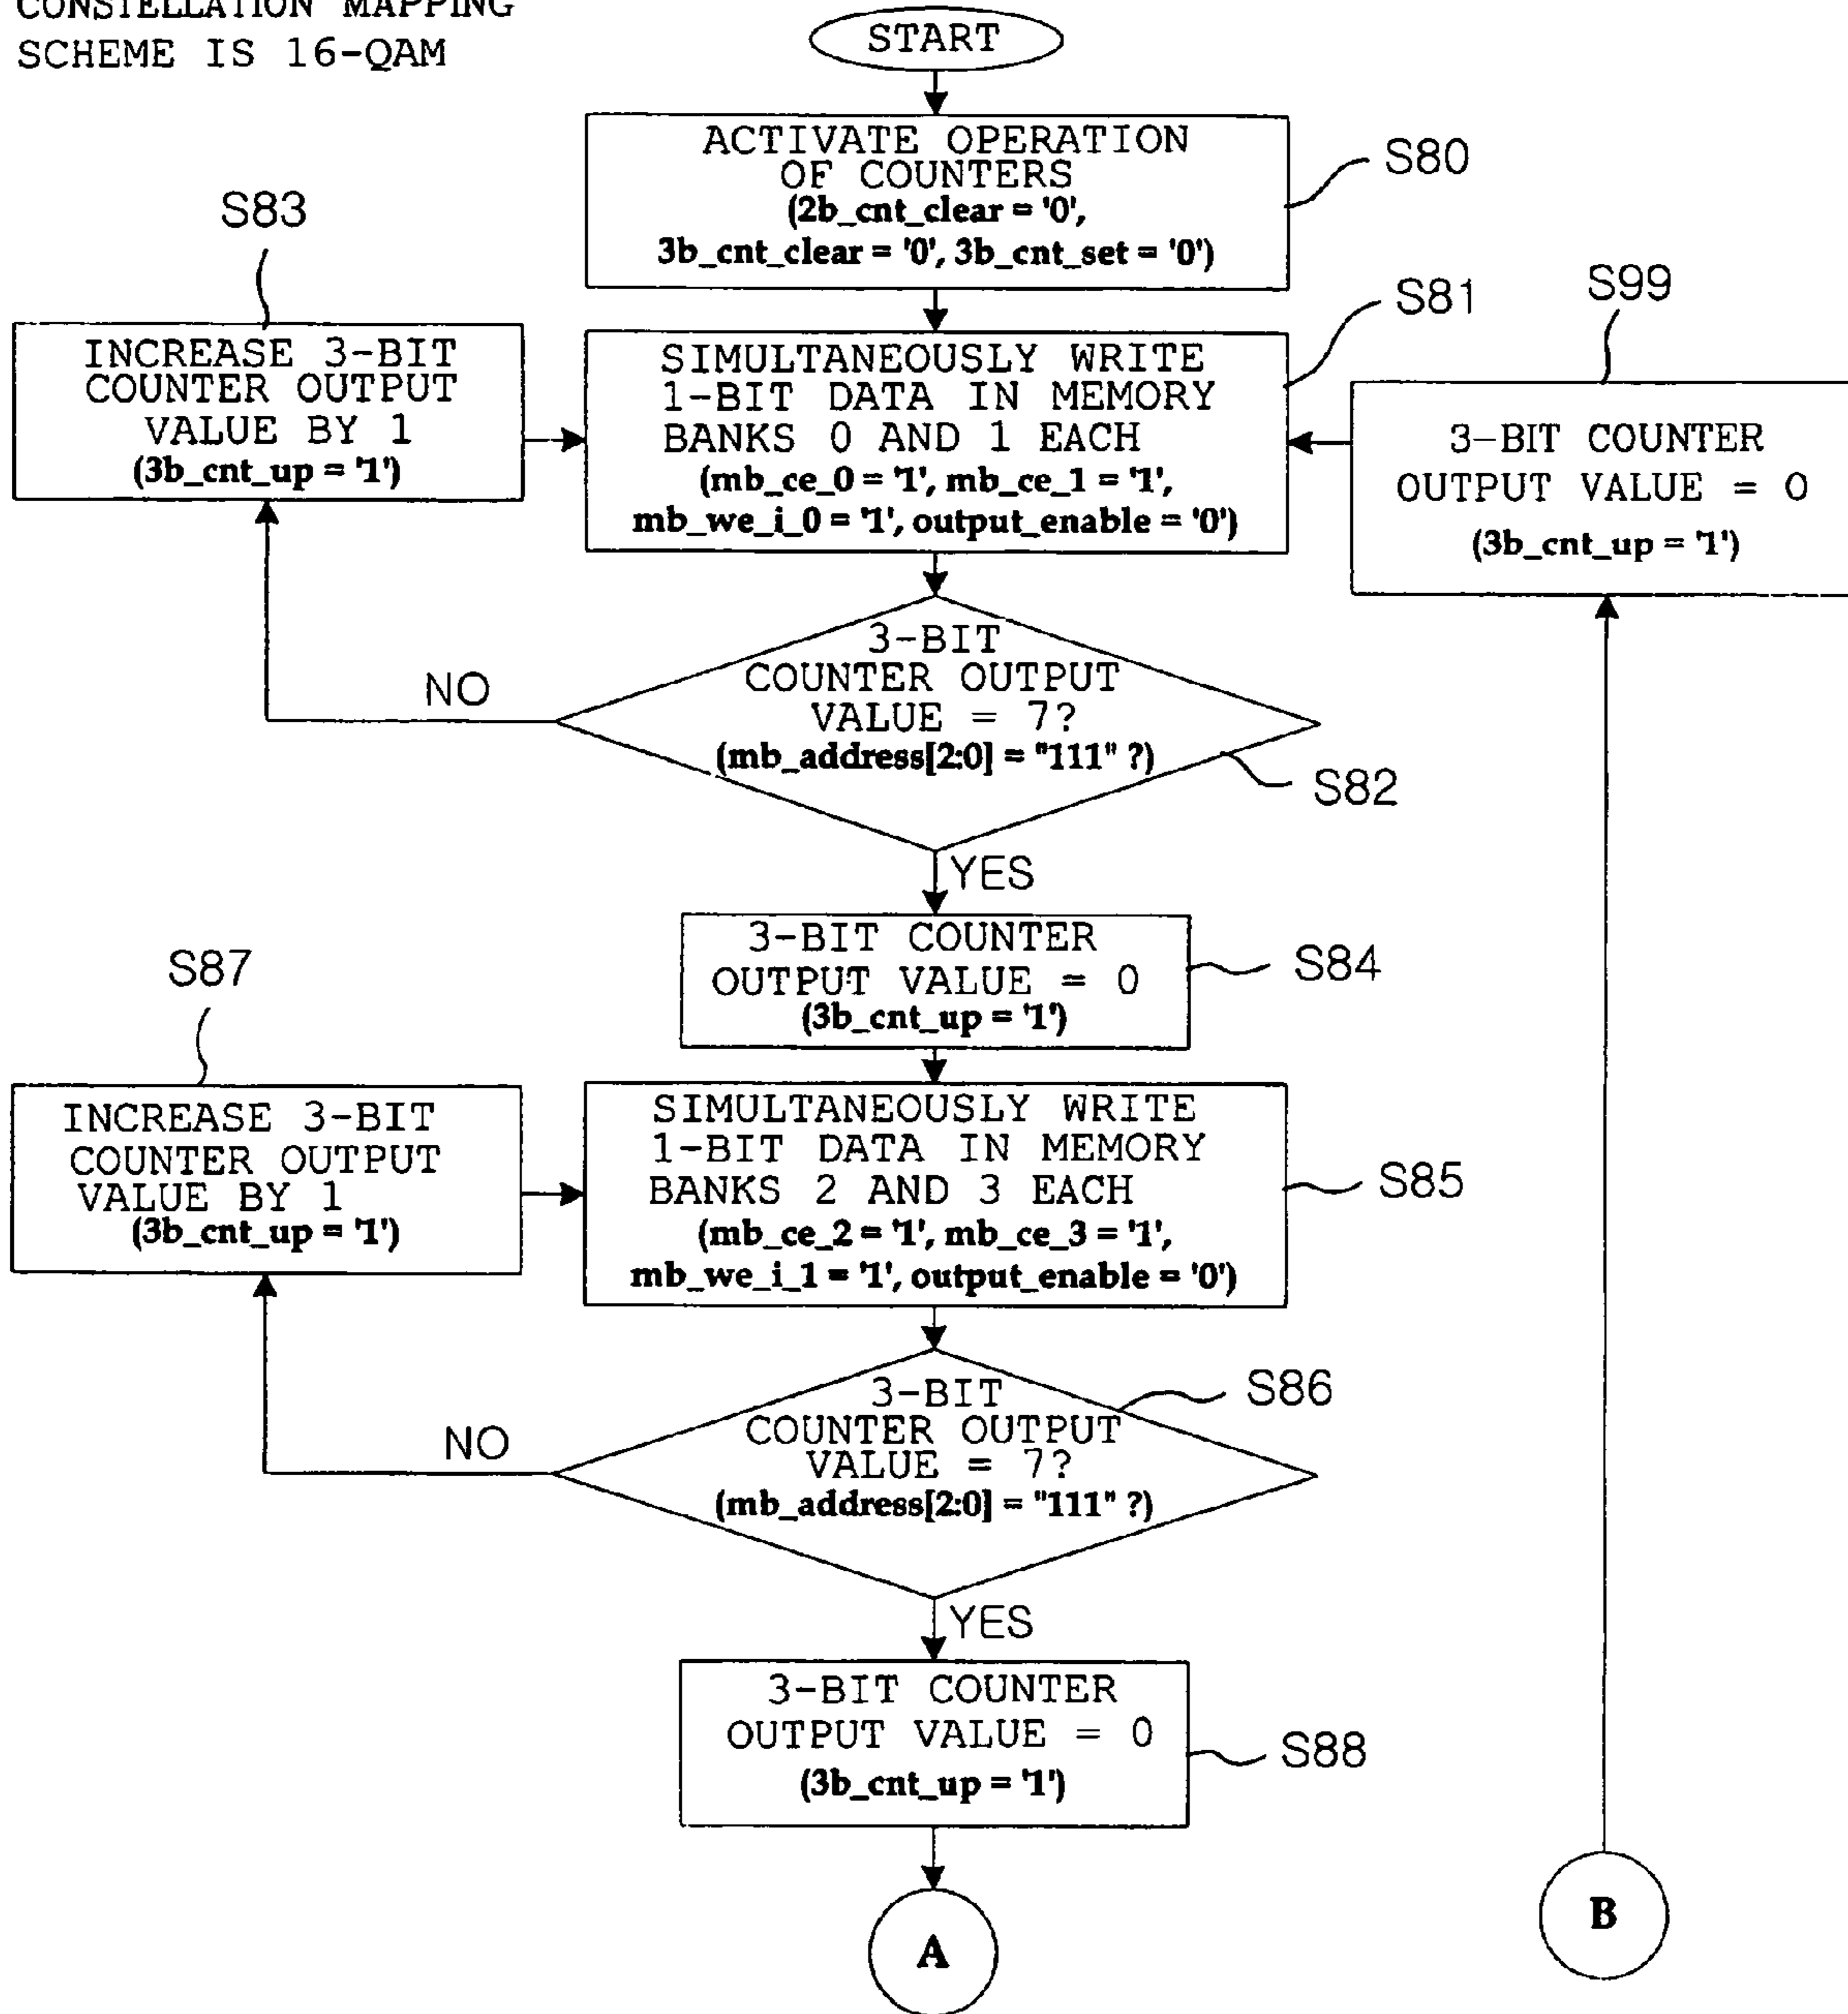 CONSTELLATION MAPPING
SCHEME IS 16-QAM
START
ACTIVATE OPERATION
OF COUNTERS
(2b_cnt_clear = '0',
3b_cnt_clear = '0', 3b_cnt_set = '0')
S80
S83
INCREASE 3-BIT
COUNTER OUTPUT
VALUE BY 1
(3b_cnt_up = '1')
SIMULTANEOUSLY WRITE
1-BIT DATA IN MEMORY
BANKS 0 AND 1 EACH
(mb_ce_0 = '1', mb_ce_1 = '1',
mb_we_i_0 = '1', output_enable = '0')
S81
S99
3-BIT COUNTER
OUTPUT VALUE = 0
(3b_cnt_up = '1')
3-BIT
COUNTER OUTPUT
VALUE = 7?
(mb_address[2:0] = "111" ?)
S82
NO
YES
3-BIT COUNTER
OUTPUT VALUE = 0
(3b_cnt_up = '1')
S84
S87
INCREASE 3-BIT
COUNTER OUTPUT
VALUE BY 1
(3b_cnt_up = '1')
SIMULTANEOUSLY WRITE
1-BIT DATA IN MEMORY
BANKS 2 AND 3 EACH
(mb_ce_2 = '1', mb_ce_3 = '1',
mb_we_i_1 = '1', output_enable = '0')
S85
3-BIT
COUNTER OUTPUT
VALUE = 7?
(mb_address[2:0] = "111" ?)
S86
NO
YES
3-BIT COUNTER
OUTPUT VALUE = 0
(3b_cnt_up = '1')
S88
A
B